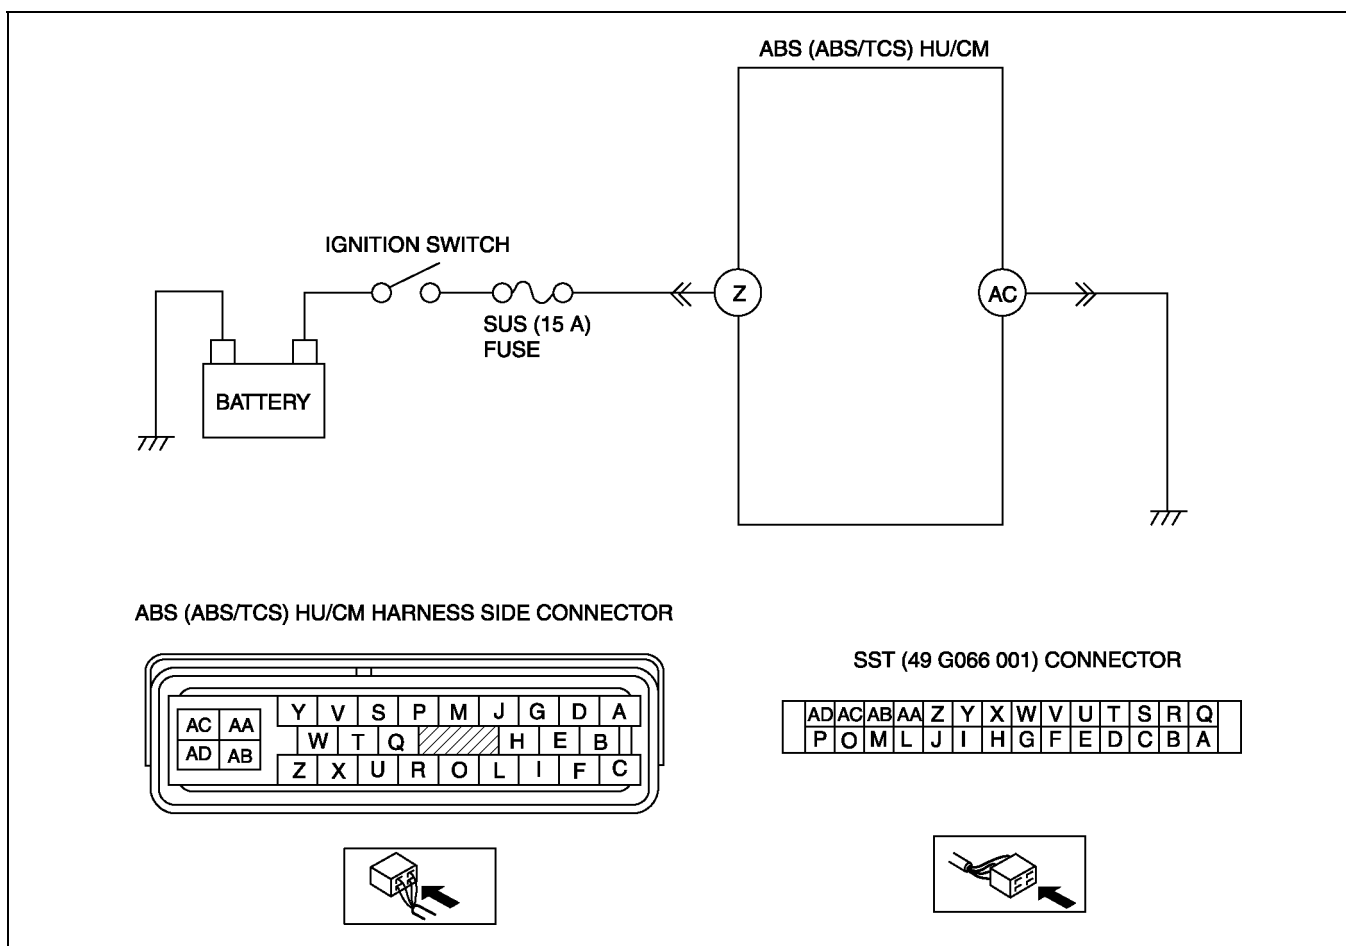 ABS (ABS/TCS) HU/CM
IGNITION SWITCH
SUS (15 A)
FUSE
Z
AC
BATTERY
ABS (ABS/TCS) HU/CM HARNESS SIDE CONNECTOR
AC AA
AD AB
Y V S P M J G D A
W T Q H E B
Z X U R O L I F C
SST (49 G066 001) CONNECTOR
AD AC AB AA Z Y X W V U T S R Q
P O M L J I H G F E D C B A